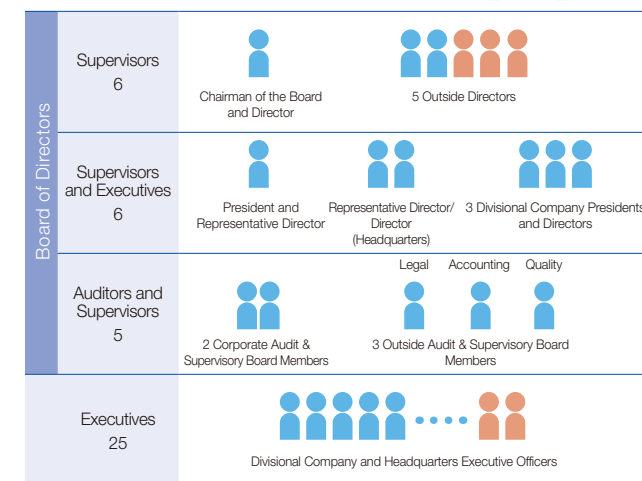 Board of Directors
Supervisors
6
Chairman of the Board
and Director
5 Outside Directors
Supervisors
and Executives
6
President and
Representative Director
Representative Director/
Director
(Headquarters)
3 Divisional Company Presidents
and Directors
Auditors and
Supervisors
5
2 Corporate Audit &
Supervisory Board Members
Legal
Accounting
Quality
3 Outside Audit & Supervisory Board
Members
Executives
25
Divisional Company and Headquarters Executive Officers